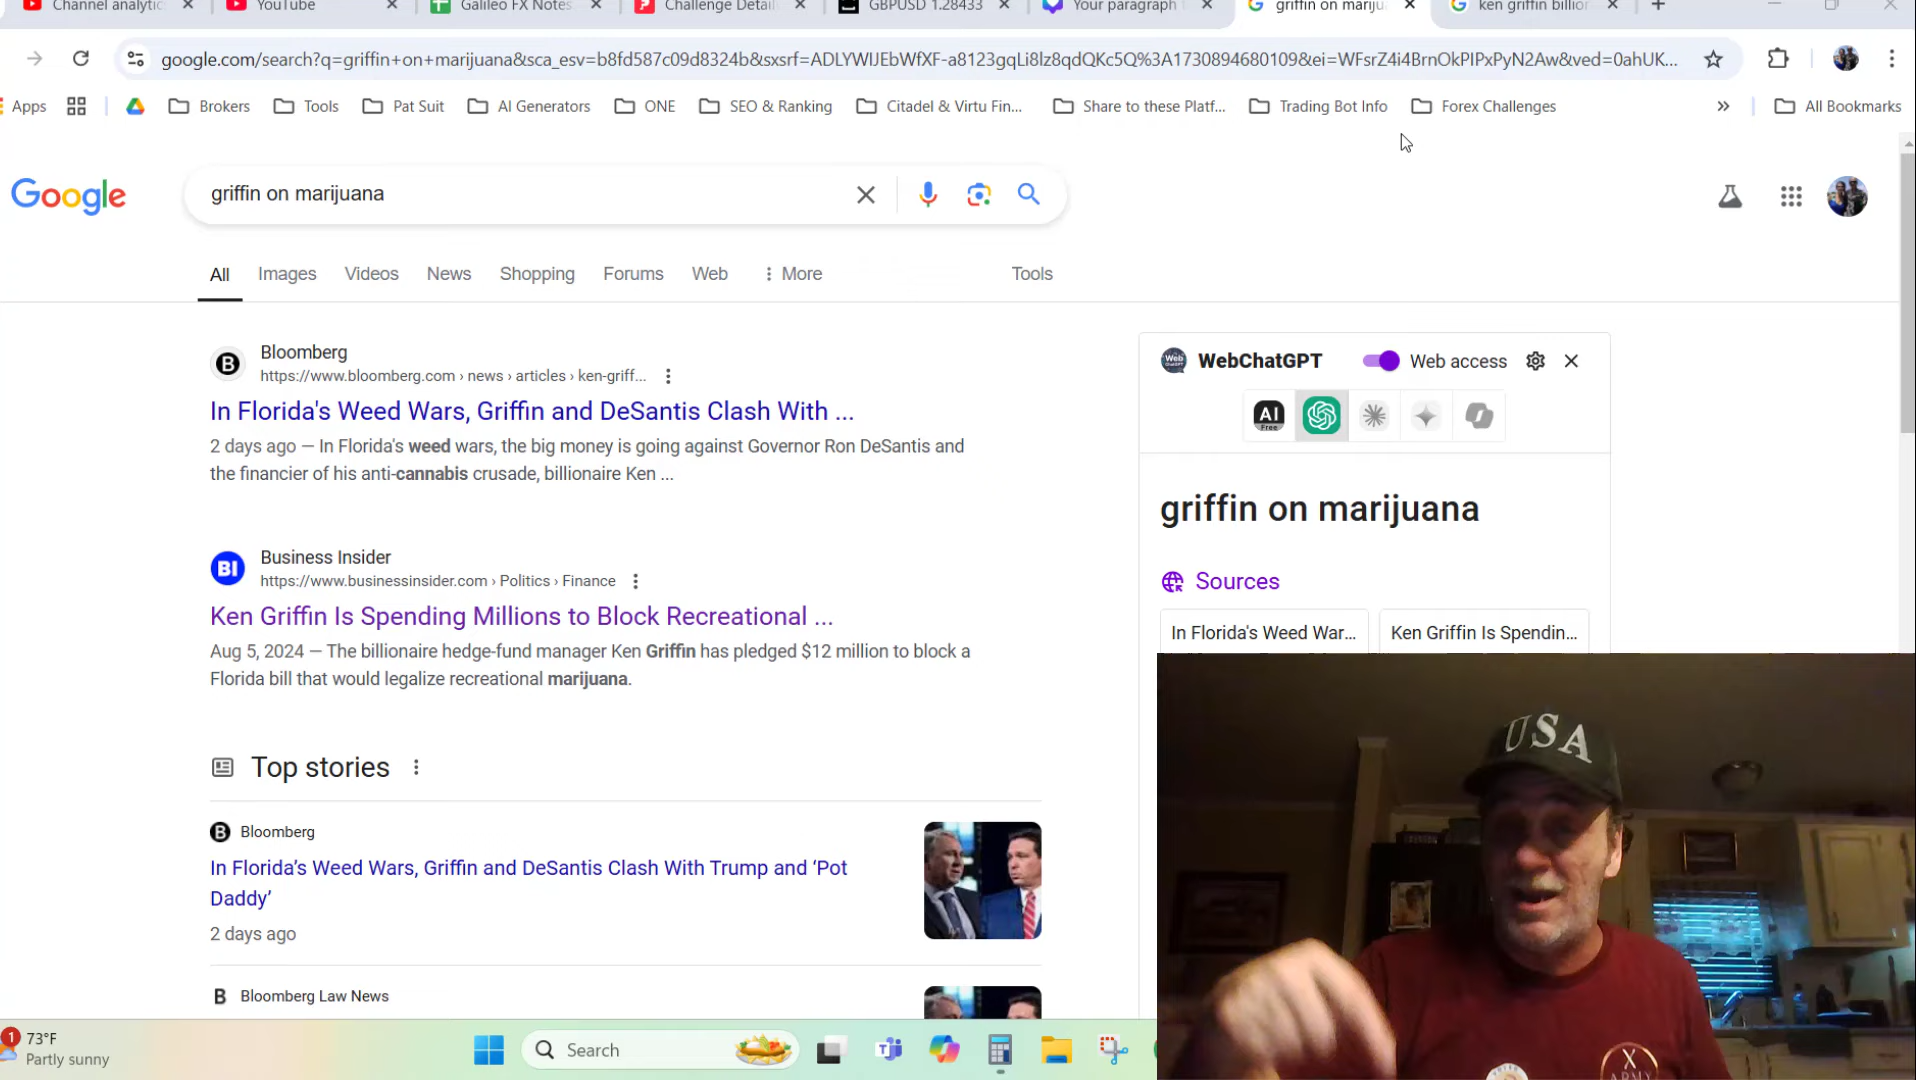 Channel analytic
YouTube
Galileo FX Notes
Challenge Detai
GBPUSD 1.28433
Your paragraph
griffin on mariju
ken griffin billion
google.com/search?q=griffin+on+marijuana&sca_esv=b8fd587c09d8324b&sxsrf=ADLYWIJEbWfXF-a8123gqLi8lz8qdQKc5Q%3A1730894680109&ei=WFsrZ4i4BrnOkPIPxPyN2Aw&ved=0ahUK...
Apps
Brokers
Tools
Pat Suit
AI Generators
ONE
SEO & Ranking
Citadel & Virtu Fin...
Share to these Platf...
Trading Bot Info
Forex Challenges
All Bookmarks
Google
griffin on marijuana
All
Images
Videos
News
Shopping
Forums
Web
More
Tools
B
Bloomberg
https://www.bloomberg.com › news › articles › ken-griff...
In Florida's Weed Wars, Griffin and DeSantis Clash With ...
2 days ago — In Florida's weed wars, the big money is going against Governor Ron DeSantis and
the financier of his anti-cannabis crusade, billionaire Ken ...
BI
Business Insider
https://www.businessinsider.com › Politics › Finance
Ken Griffin Is Spending Millions to Block Recreational ...
Aug 5, 2024 — The billionaire hedge-fund manager Ken Griffin has pledged $12 million to block a
Florida bill that would legalize recreational marijuana.
Top stories
B Bloomberg
In Florida's Weed Wars, Griffin and DeSantis Clash With Trump and ‘Pot
Daddy’
2 days ago
B Bloomberg Law News
Web
WebChatGPT
Web access
AI
Free
griffin on marijuana
Sources
In Florida's Weed War...
Ken Griffin Is Spendin...
USA
X
ARMY
1
73°F
Partly sunny
Search